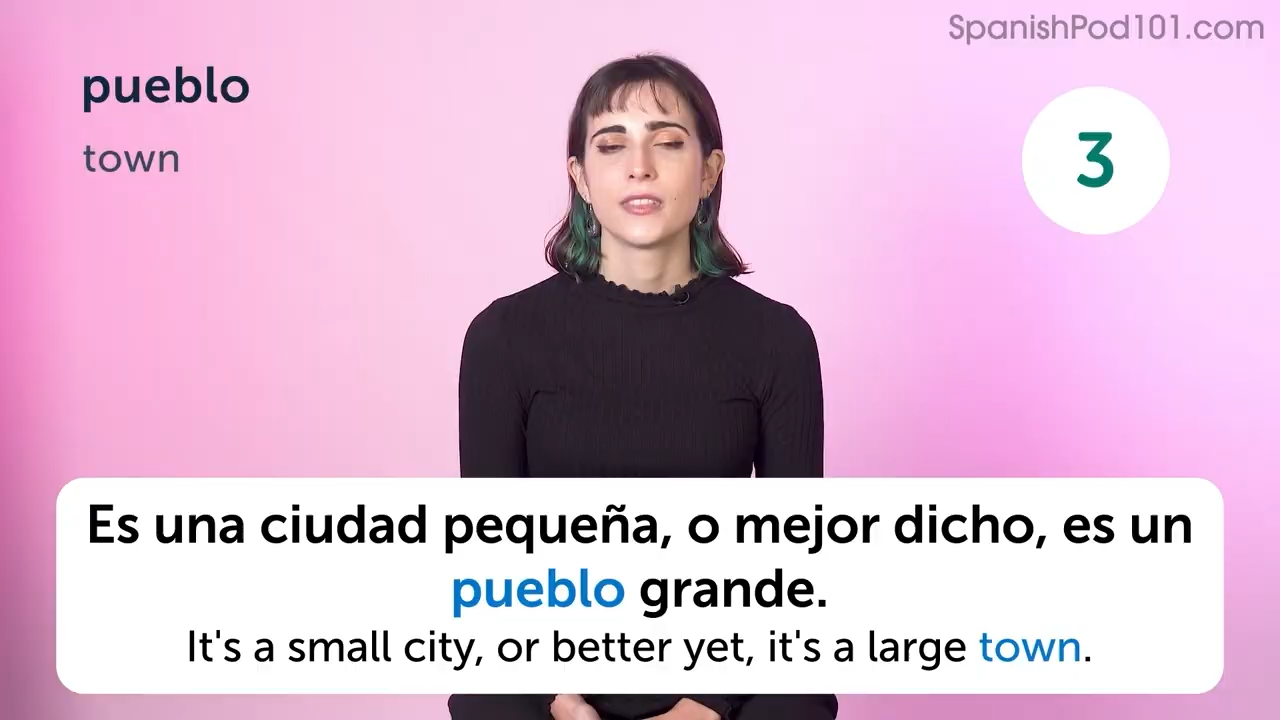 SpanishPod101.com
pueblo
town
3
Es una ciudad pequeña, o mejor dicho, es un
pueblo grande.
It's a small city, or better yet, it's a large town.